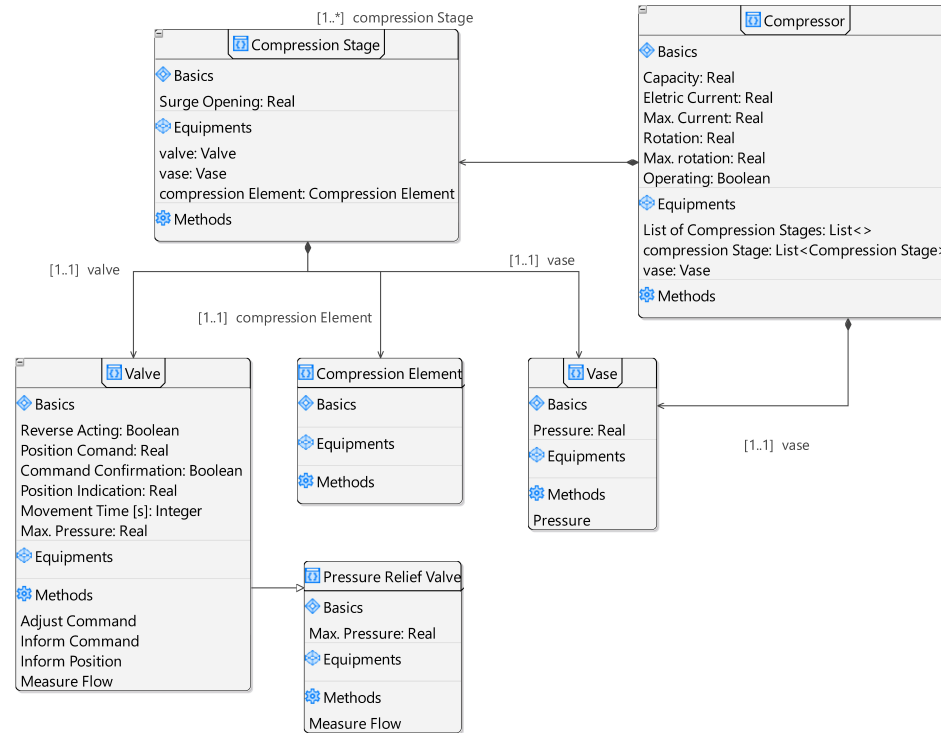 [1..*] compression Stage
Compression Stage
Basics
Surge Opening: Real
Equipments
valve: Valve
vase: Vase
compression Element: Compression Element
Methods
Compressor
Basics
Capacity: Real
Eletric Current: Real
Max. Current: Real
Rotation: Real
Max. rotation: Real
Operating: Boolean
Equipments
List of Compression Stages: List<>
compression Stage: List<Compression Stage>
vase: Vase
Methods
[1..1] valve
[1..1] compression Element
[1..1] vase
[1..1] vase
Valve
Basics
Reverse Acting: Boolean
Position Comand: Real
Command Confirmation: Boolean
Position Indication: Real
Movement Time [s]: Integer
Max. Pressure: Real
Equipments
Methods
Adjust Command
Inform Command
Inform Position
Measure Flow
Compression Element
Basics
Equipments
Methods
Vase
Basics
Pressure: Real
Equipments
Methods
Pressure
Pressure Relief Valve
Basics
Max. Pressure: Real
Equipments
Methods
Measure Flow